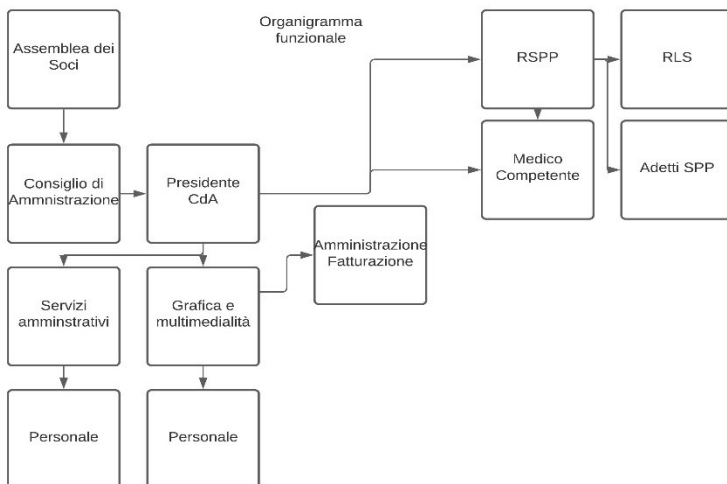 Organigramma
funzionale
Assemblea dei
Soci
RSPP
RLS
Consiglio di
Ammnistrazione
Presidente
CdA
Medico
Competente
Adetti SPP
Amministrazione
Fatturazione
Servizi
amminstrativi
Grafica e
multimedialità
Personale
Personale